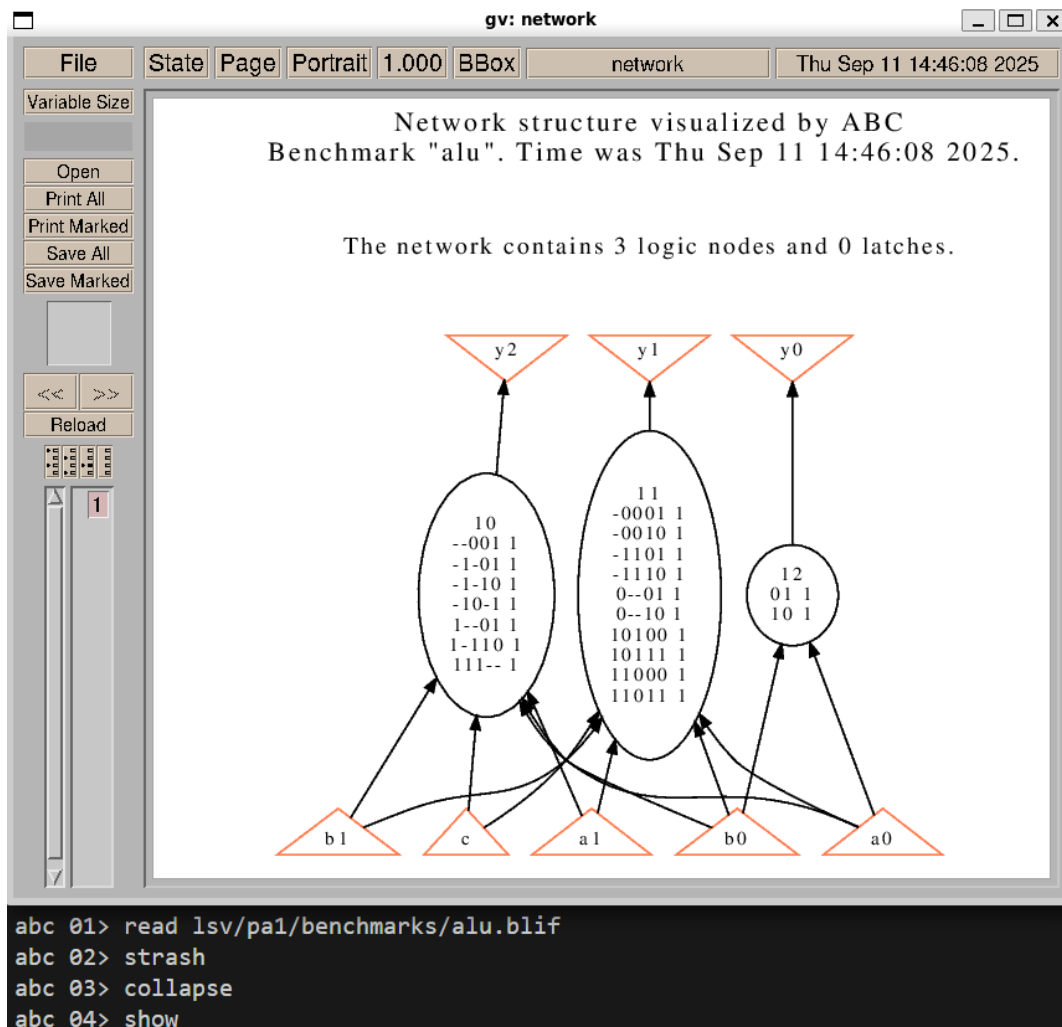 gv: network
File
State Page Portrait 1.000 BBox network Thu Sep 11 14:46:08 2025
Variable Size
Open
Print All
Print Marked
Save All
Save Marked
<< >>
Reload
1
Network structure visualized by ABC
Benchmark "alu". Time was Thu Sep 11 14:46:08 2025.
The network contains 3 logic nodes and 0 latches.
y2 y1 y0
10
--001 1
-1-01 1
-1-10 1
-10-1 1
1--01 1
1-110 1
111-- 1
11
-0001 1
-0010 1
-1101 1
-1110 1
0--01 1
0--10 1
10100 1
10111 1
11000 1
11011 1
12
01 1
10 1
b1 c a1 b0 a0
abc 01> read lsv/pa1/benchmarks/alu.blif
abc 02> strash
abc 03> collapse
abc 04> show